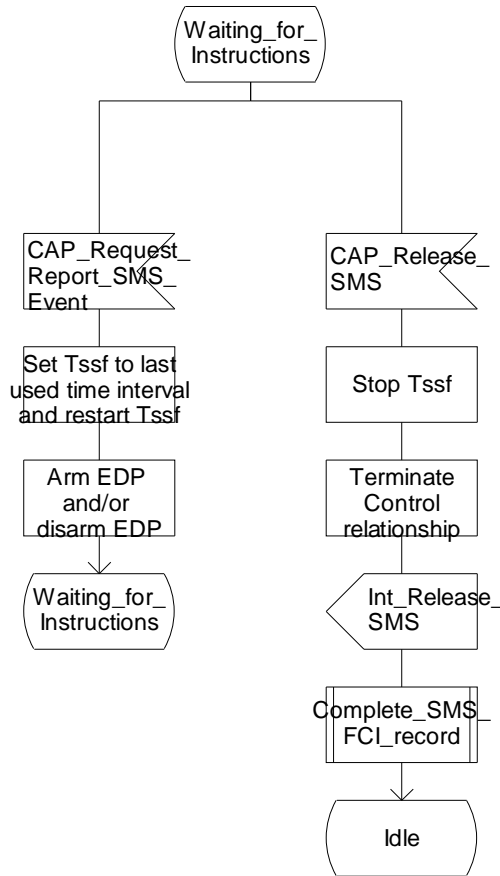 Waiting_for_
Instructions
CAP_Request_
Report_SMS_
Event
Set Tssf to last
used time interval
and restart Tssf
Arm EDP
and/or
disarm EDP
Waiting_for_
Instructions
CAP_Release_
SMS
Stop Tssf
Terminate
Control
relationship
Int_Release_
SMS
Complete_SMS_
FCI_record
Idle